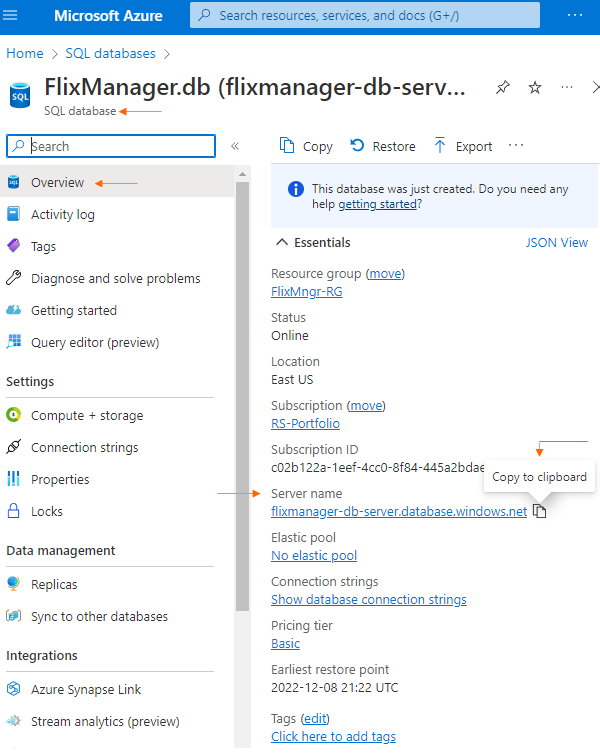 Microsoft Azure
Search resources, services, and docs (G+/)
Home > SQL databases >
FlixManager.db (flixmanager-db-serv...
SQL database
Search
Copy Restore Export
Overview
Activity log
Tags
Diagnose and solve problems
Getting started
Query editor (preview)
Settings
Compute + storage
Connection strings
Properties
Locks
Data management
Replicas
Sync to other databases
Integrations
Azure Synapse Link
Stream analytics (preview)
This database was just created. Do you need any
help getting started?
Essentials JSON View
Resource group (move)
FlixMngr-RG
Status
Online
Location
East US
Subscription (move)
RS-Portfolio
Subscription ID
c02b122a-1eef-4cc0-8f84-445a2bdae
Copy to clipboard
Server name
flixmanager-db-server.database.windows.net
Elastic pool
No elastic pool
Connection strings
Show database connection strings
Pricing tier
Basic
Earliest restore point
2022-12-08 21:22 UTC
Tags (edit)
Click here to add tags